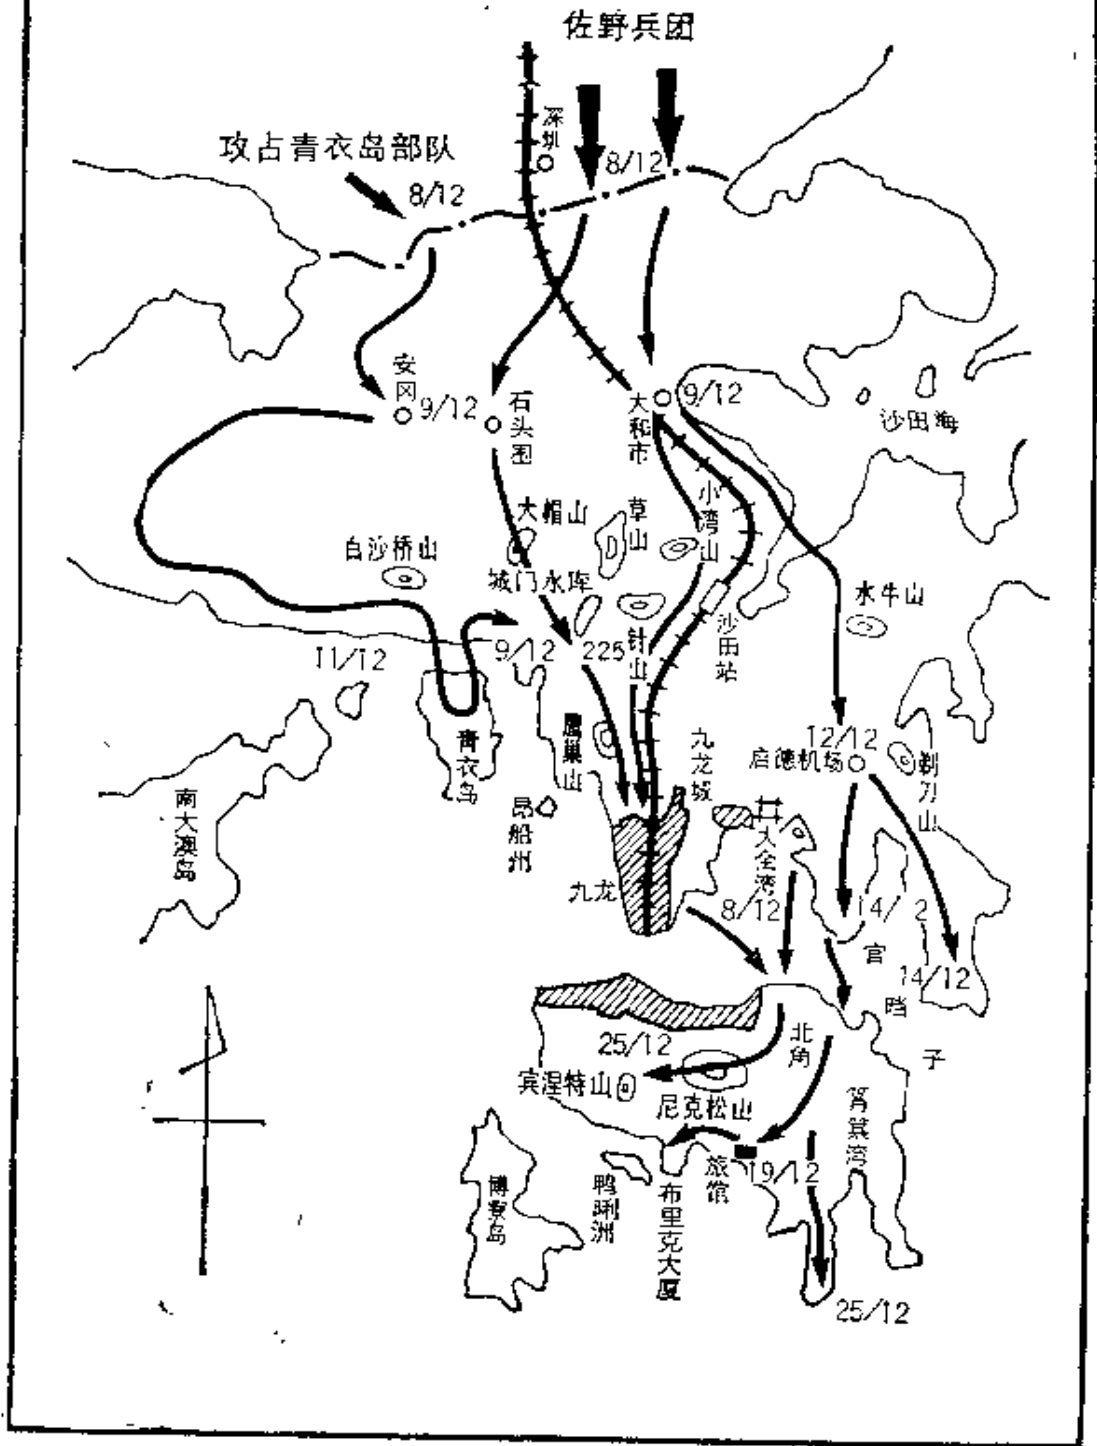 佐野兵团
深圳
攻占青衣岛部队
8/12
8/12
安冈
9/12
石头围
大和市
9/12
沙田海
小湾山
大帽山
草山
白沙桥山
城门水库
水牛山
针山
沙田站
11/12
9/12
225
青衣岛
鹰巢山
九龙城
12/12
启德机场
剃刀山
南大澳岛
昂船州
大全湾
九龙
8/12
14/ 2
官
14/12
档
子
25/12
北角
宾涅特山
尼克松山
筲箕湾
旅馆
19/12
博寮岛
鸭脷洲
布里克大厦
25/12